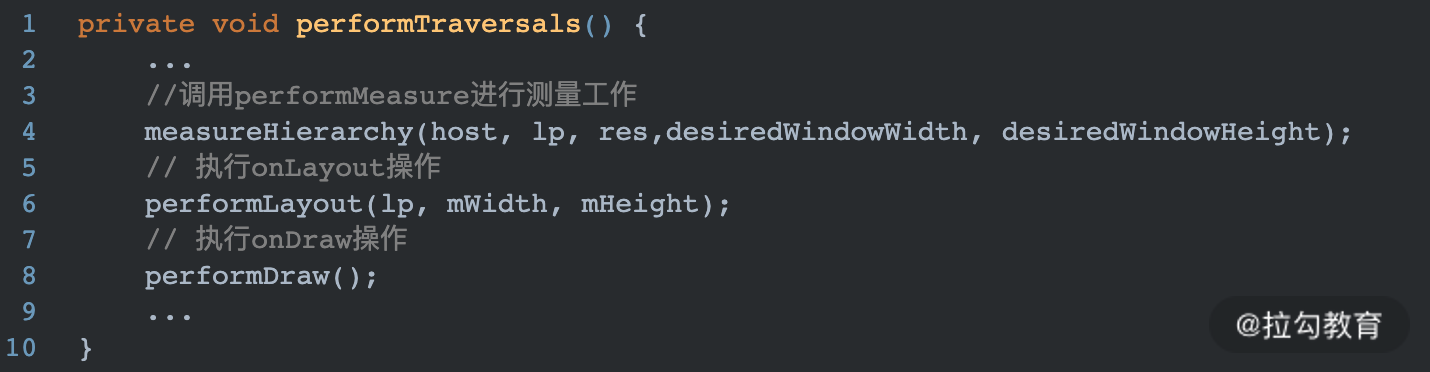 1 private void performTraversals() {
2 ...
3 //调用performMeasure进行测量工作
4 measureHierarchy(host, lp, res,desiredWindowWidth, desiredWindowHeight);
5 // 执行onLayout操作
6 performLayout(lp, mWidth, mHeight);
7 // 执行onDraw操作
8 performDraw();
9 ...
10 }
@拉勾教育